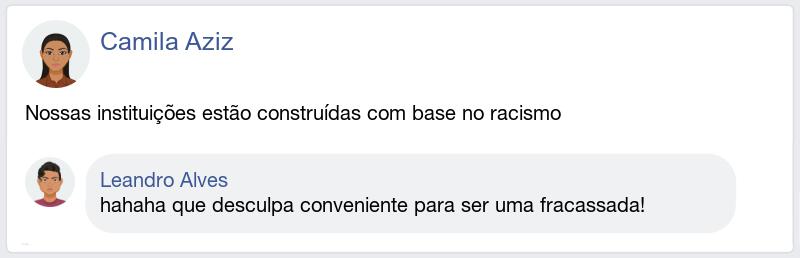 Camila Aziz
Nossas instituições estão construídas com base no racismo
Leandro Alves
hahaha que desculpa conveniente para ser uma fracassada!